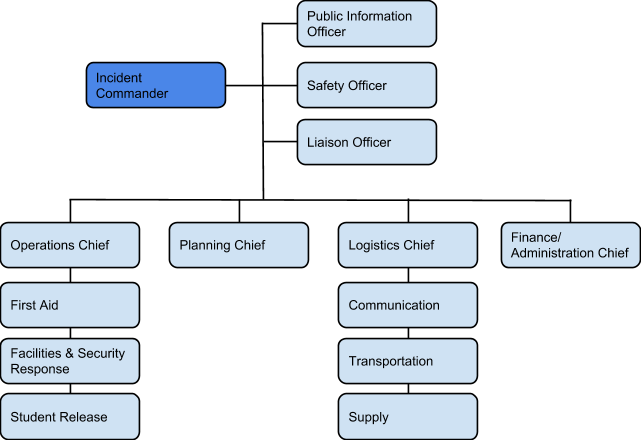 Public Information
Officer
Incident
Commander
Safety Officer
Liaison Officer
Operations Chief
Planning Chief
Logistics Chief
Finance/
Administration Chief
First Aid
Communication
Facilities & Security
Response
Transportation
Student Release
Supply